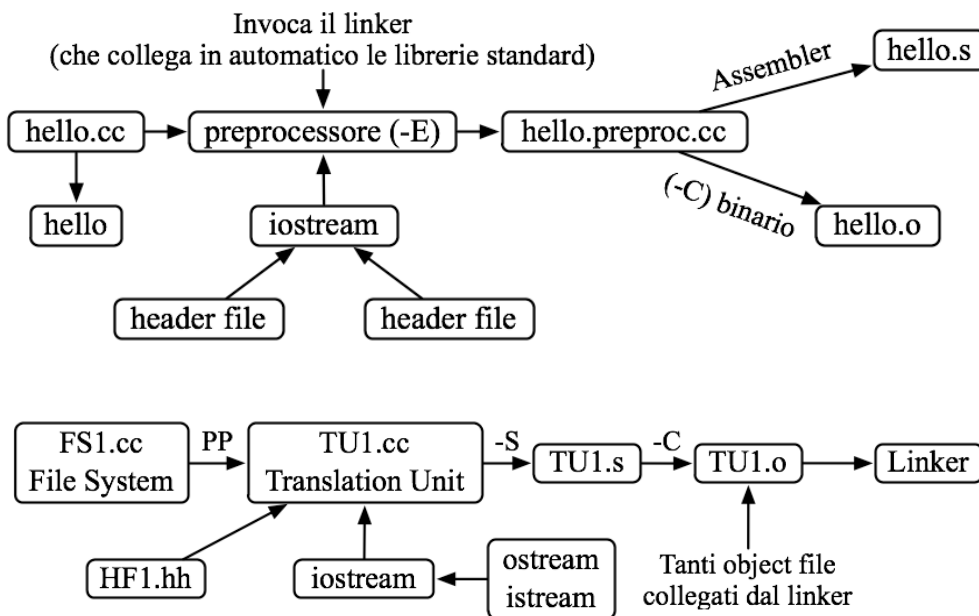 Invoca il linker
(che collega in automatico le librerie standard)
hello.cc
preprocessore (-E)
hello.preproc.cc
Assembler
hello.s
(-C) binario
hello.o
hello
iostream
header file
header file
FS1.cc
File System
PP
TU1.cc
Translation Unit
-S
TU1.s
-C
TU1.o
Linker
HF1.hh
iostream
ostream
istream
Tanti object file
collegati dal linker